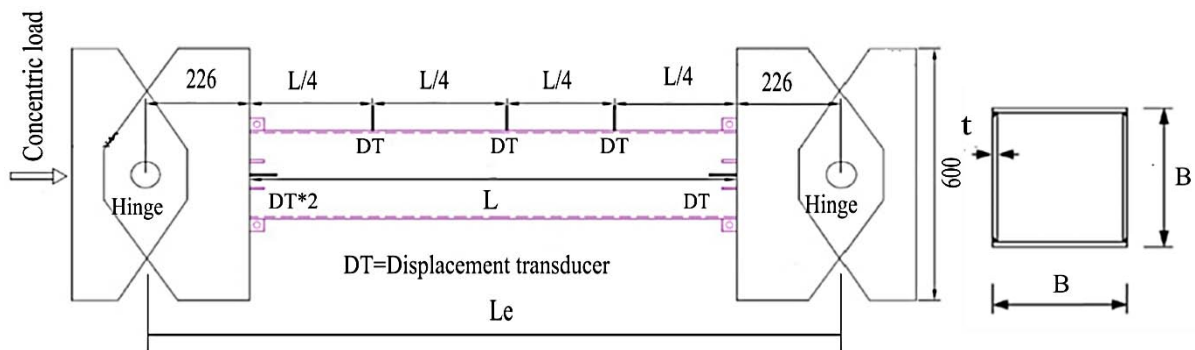 Concentric load
226
L/4
L/4
L/4
L/4
226
DT
DT
DT
t
600
B
Hinge
DT*2
L
DT
Hinge
DT=Displacement transducer
B
Le